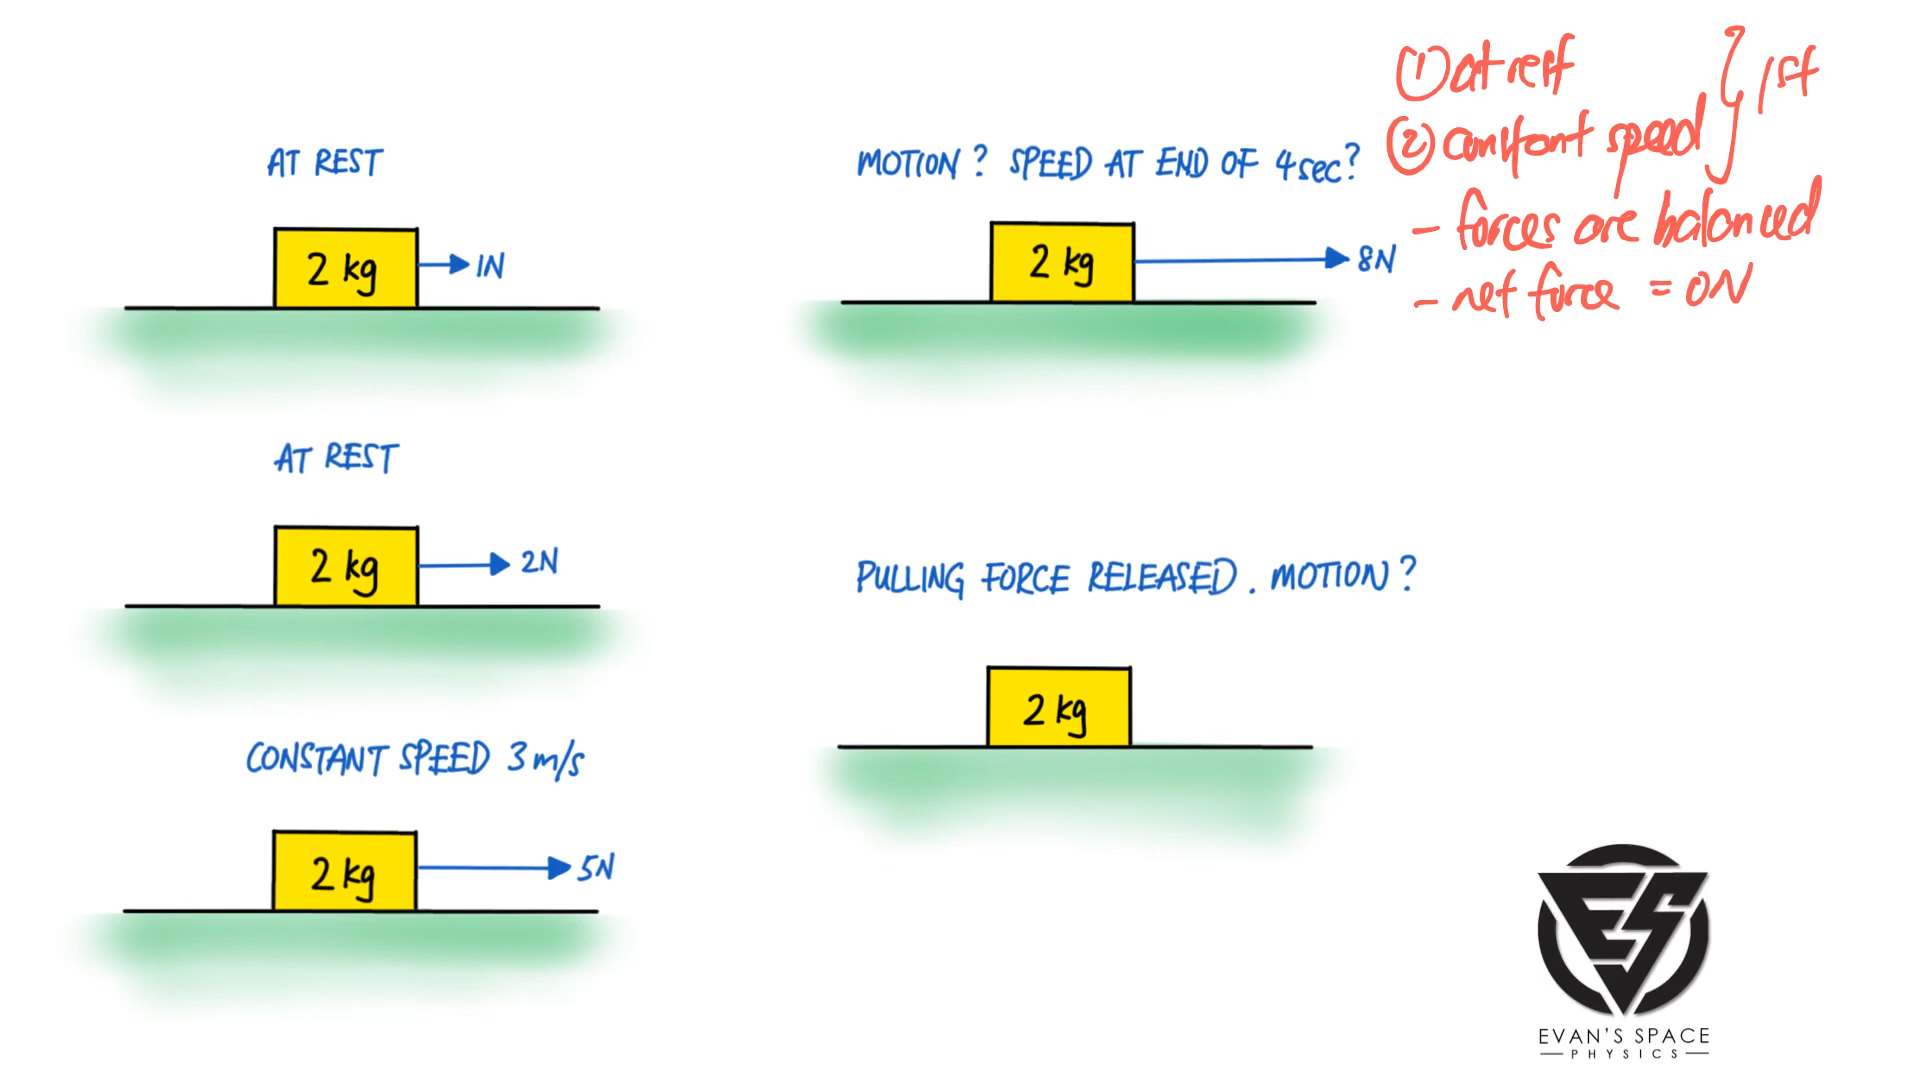 AT REST
2 kg
1N
AT REST
2 kg
2N
CONSTANT SPEED 3 m/s
2 kg
5N
MOTION? SPEED AT END OF 4sec?
2 kg
8N
PULLING FORCE RELEASED. MOTION?
2 kg
① at rest
② constant speed
} 1st
- forces are balanced
- net force = 0N
ES
EVAN'S SPACE
PHYSICS